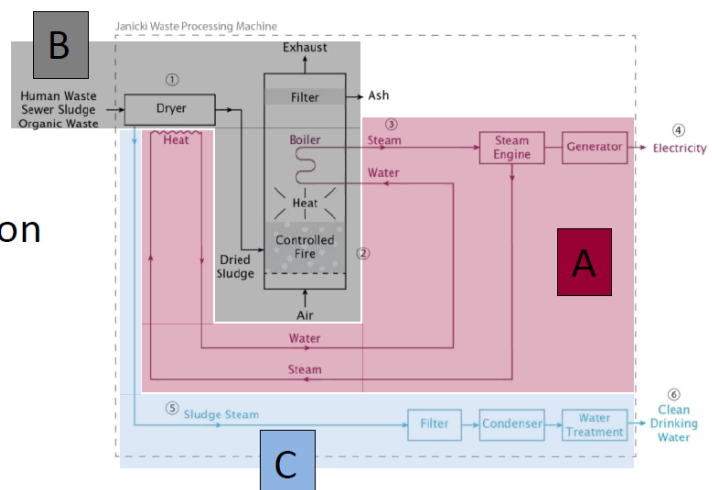 Janicki Waste Processing Machine
B
Exhaust
①
Human Waste
Sewer Sludge
Organic Waste
Dryer
Filter
Ash
Heat
Boiler
③
Steam
Steam
Engine
Generator
④
Electricity
Water
Heat
on
Controlled
Fire
②
Dried
Sludge
A
Air
Water
Steam
⑤
Sludge Steam
Filter
Condenser
Water
Treatment
⑥
Clean
Drinking
Water
C